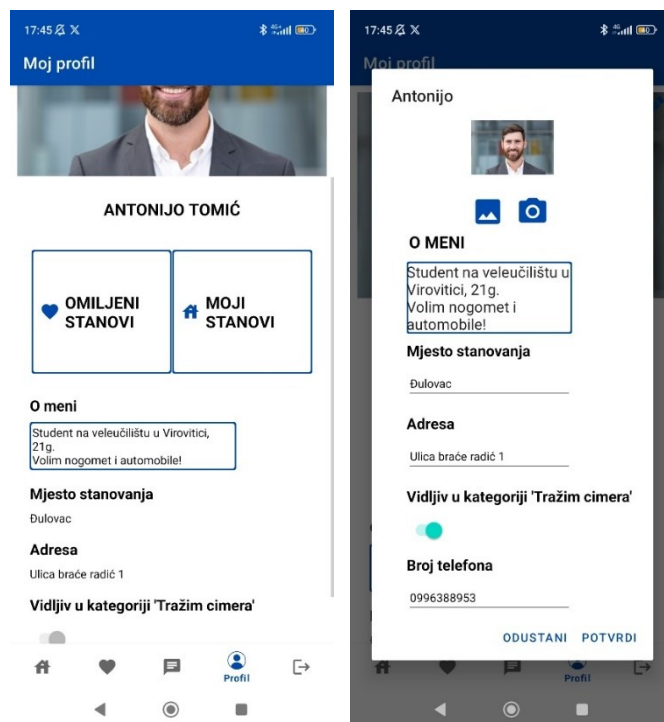 17:45
Moj profil
ANTONIJO TOMIĆ
OMILJENI
STANOVI
MOJI
STANOVI
O meni
Student na veleučilištu u Virovitici,
21g.
Volim nogomet i automobile!
Mjesto stanovanja
Đulovac
Adresa
Ulica braće radić 1
Vidljiv u kategoriji 'Tražim cimera'
Profil
17:45
Moj profil
Antonijo
O MENI
Student na veleučilištu u
Virovitici, 21g.
Volim nogomet i
automobile!
Mjesto stanovanja
Đulovac
Adresa
Ulica braće radić 1
Vidljiv u kategoriji 'Tražim cimera'
Broj telefona
0996388953
ODUSTANI POTVRDI
Profil